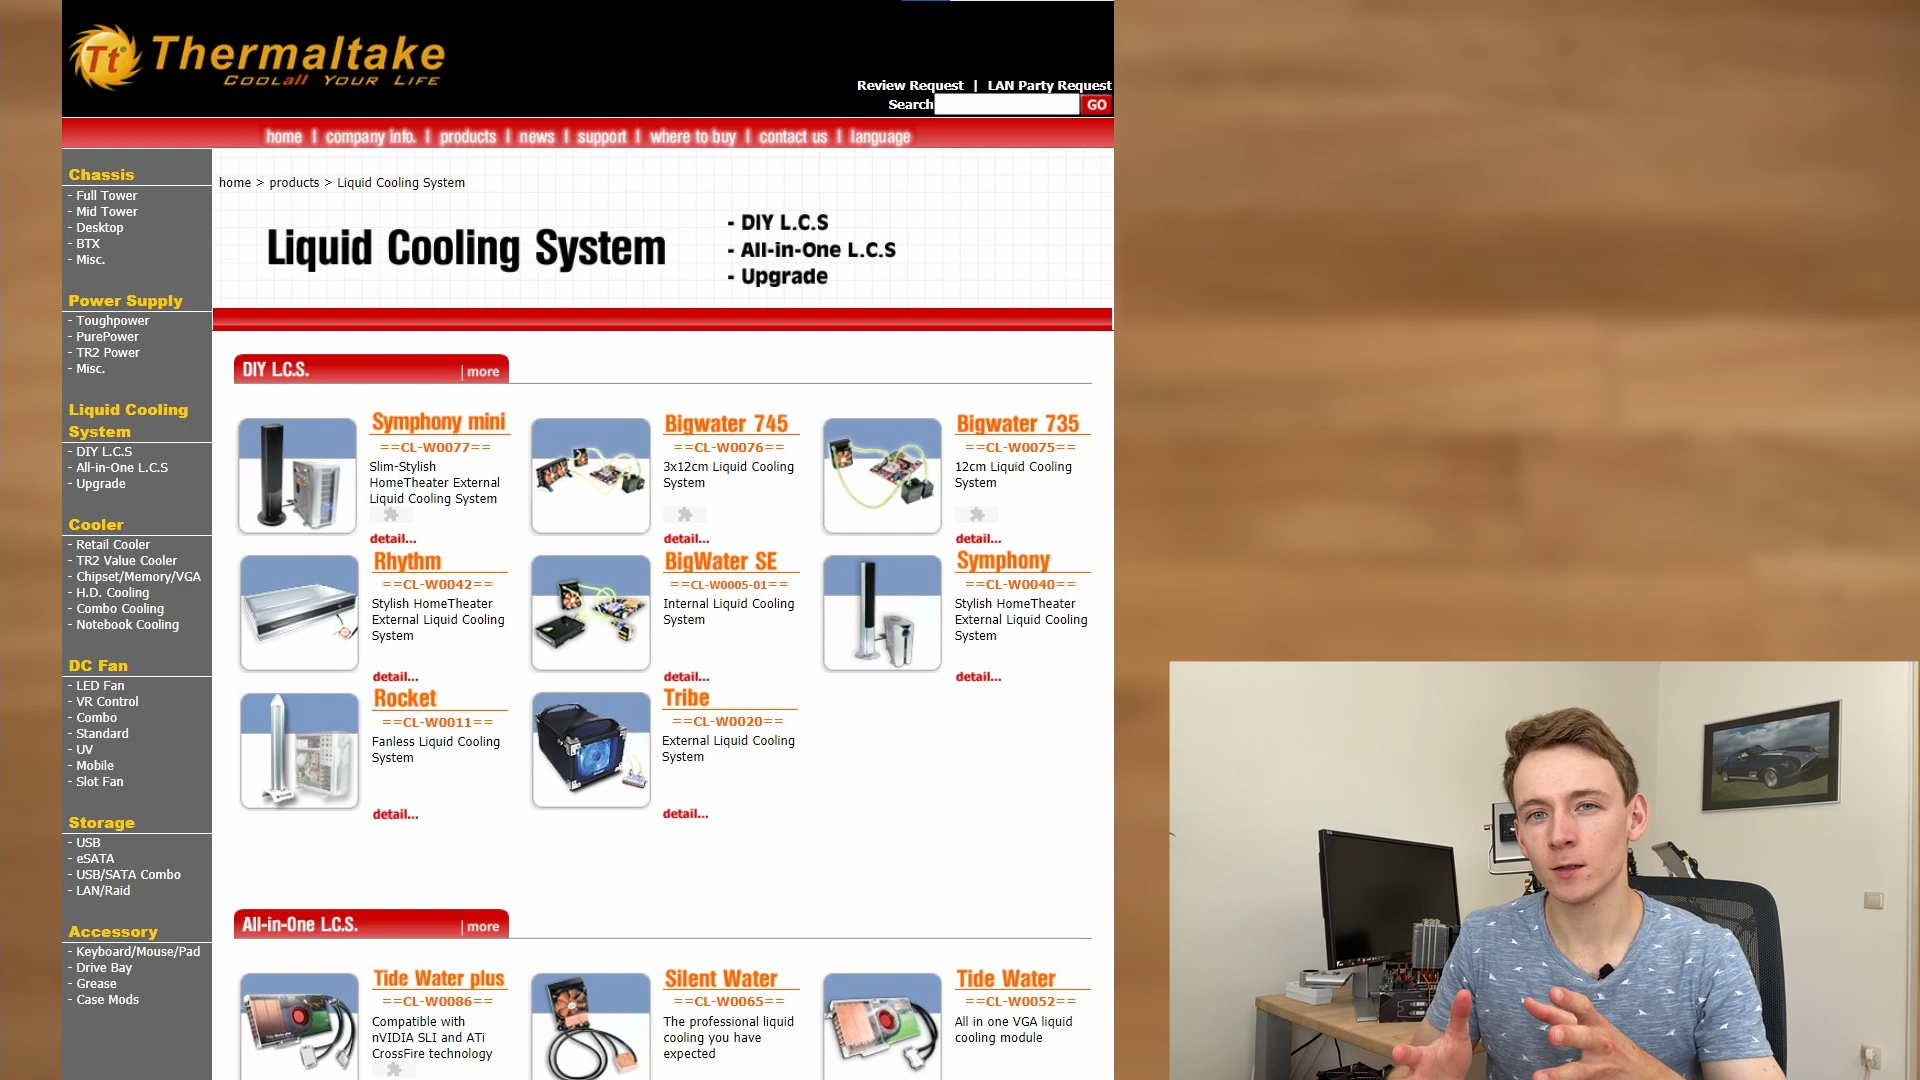 Tt Thermaltake
COOLall YOUR LIFE
Review Request | LAN Party Request
Search GO
home | company info. | products | news | support | where to buy | contact us | language
Chassis
- Full Tower
- Mid Tower
- Desktop
- BTX
- Misc.
Power Supply
- Toughpower
- PurePower
- TR2 Power
- Misc.
Liquid Cooling
System
- DIY L.C.S
- All-in-One L.C.S
- Upgrade
Cooler
- Retail Cooler
- TR2 Value Cooler
- Chipset/Memory/VGA
- H.D. Cooling
- Combo Cooling
- Notebook Cooling
DC Fan
- LED Fan
- VR Control
- Combo
- Standard
- UV
- Mobile
- Slot Fan
Storage
- USB
- eSATA
- USB/SATA Combo
- LAN/Raid
Accessory
- Keyboard/Mouse/Pad
- Drive Bay
- Grease
- Case Mods
home > products > Liquid Cooling System
Liquid Cooling System
- DIY L.C.S
- All-in-One L.C.S
- Upgrade
DIY L.C.S. | more
Symphony mini
==CL-W0077==
Slim-Stylish
HomeTheater External
Liquid Cooling System
detail...
Bigwater 745
==CL-W0076==
3x12cm Liquid Cooling
System
detail...
Bigwater 735
==CL-W0075==
12cm Liquid Cooling
System
detail...
Rhythm
==CL-W0042==
Stylish HomeTheater
External Liquid Cooling
System
detail...
BigWater SE
==CL-W0005-01==
Internal Liquid Cooling
System
detail...
Symphony
==CL-W0040==
Stylish HomeTheater
External Liquid Cooling
System
detail...
Rocket
==CL-W0011==
Fanless Liquid Cooling
System
detail...
Tribe
==CL-W0020==
External Liquid Cooling
System
detail...
All-in-One L.C.S. | more
Tide Water plus
==CL-W0086==
Compatible with
nVIDIA SLI and ATi
CrossFire technology
Silent Water
==CL-W0065==
The professional liquid
cooling you have
expected
Tide Water
==CL-W0052==
All in one VGA liquid
cooling module